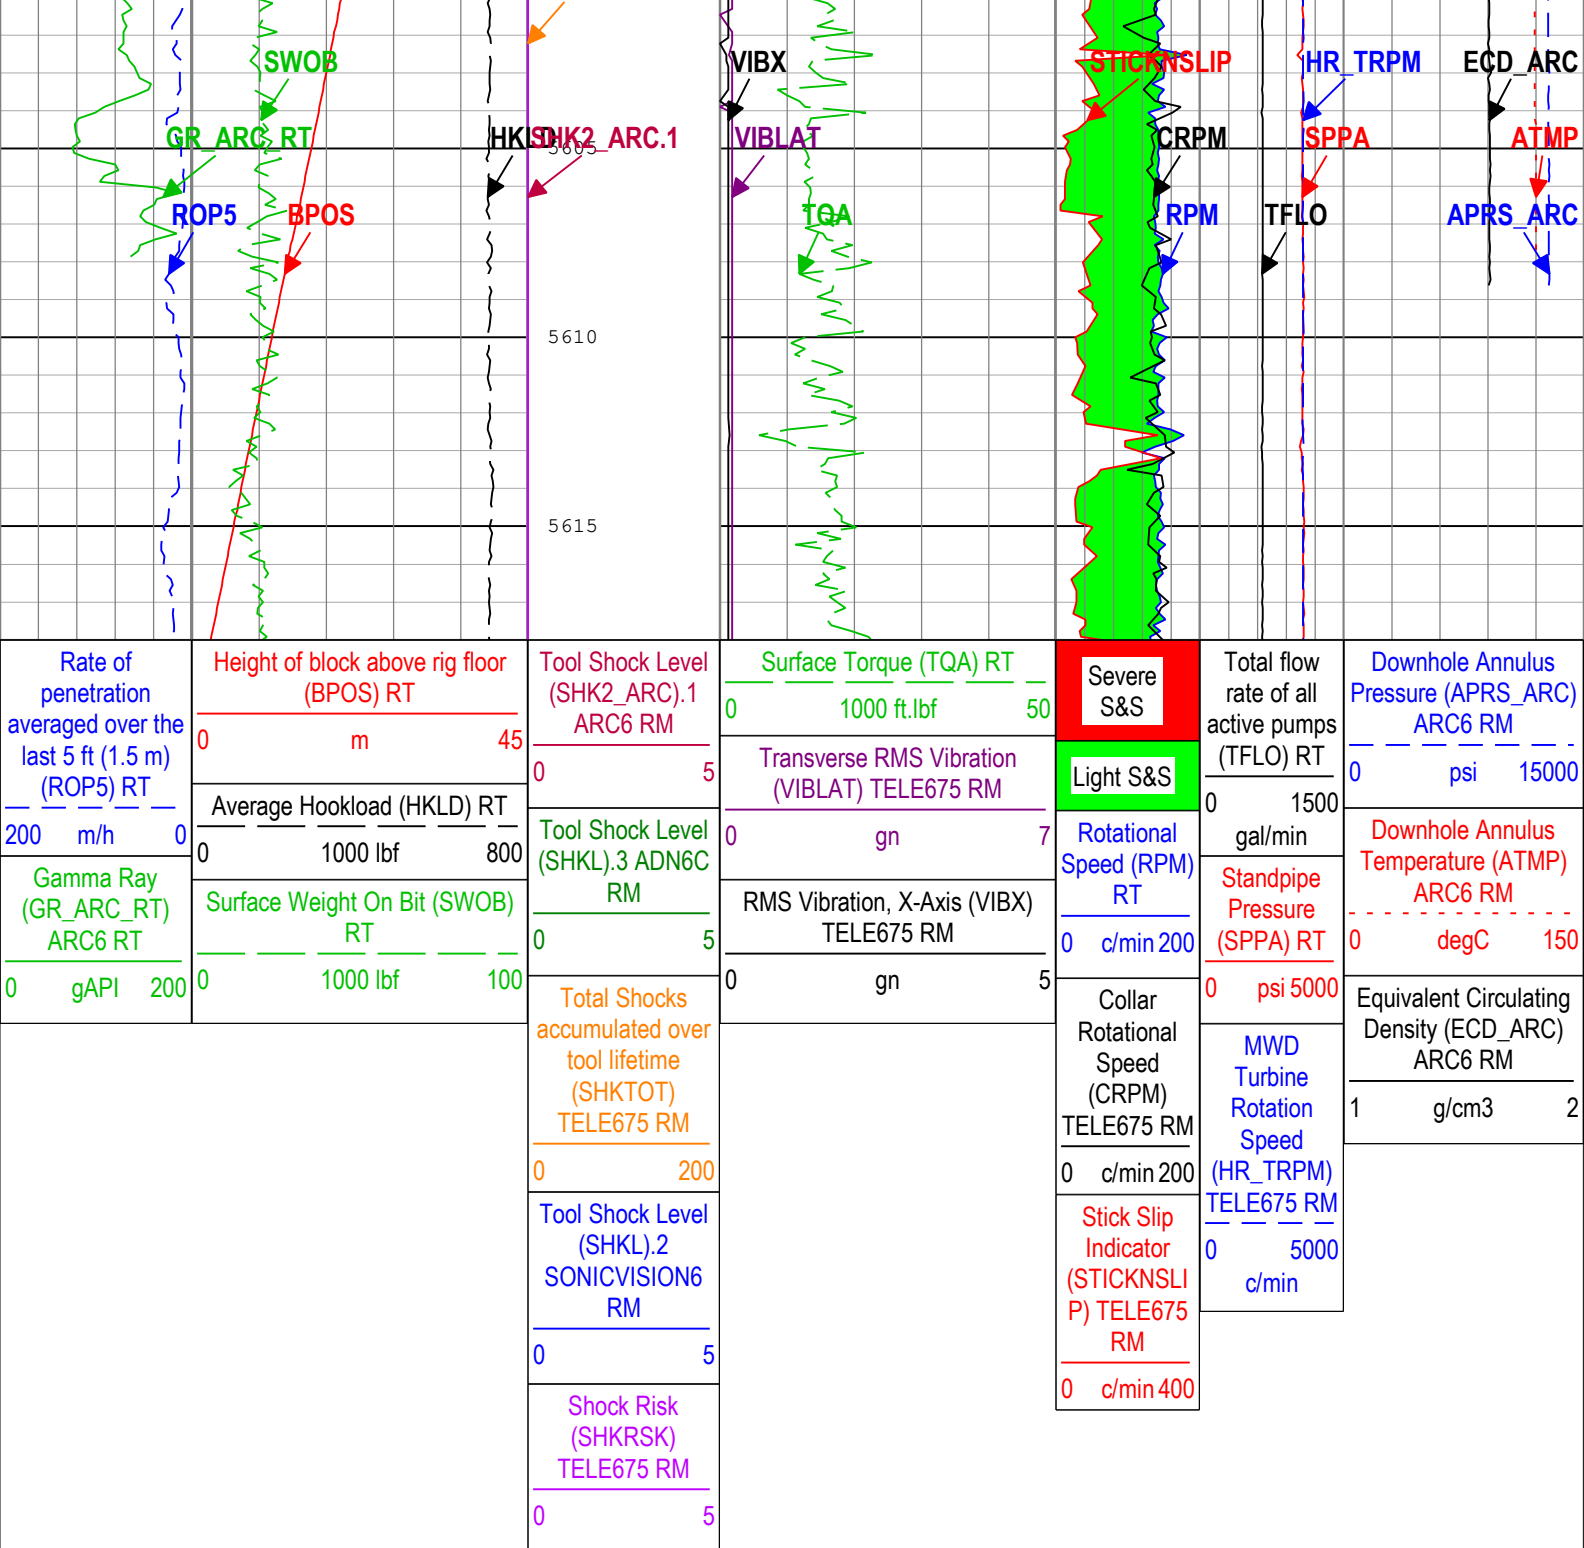 SWOB
VIBX
STICKNSLIP
HR_TRPM
ECD_ARC
GR_ARC_RT
HKLD
SHK2_ARC.1
5605
VIBLAT
CRPM
SPPA
ATMP
ROP5
BPOS
TQA
RPM
TFLO
APRS_ARC
5610
5615
Rate of
penetration
averaged over the
last 5 ft (1.5 m)
(ROP5) RT
200 m/h 0
Gamma Ray
(GR_ARC_RT)
ARC6 RT
0 gAPI 200
Height of block above rig floor
(BPOS) RT
0 m 45
Average Hookload (HKLD) RT
0 1000 lbf 800
Surface Weight On Bit (SWOB)
RT
0 1000 lbf 100
Tool Shock Level
(SHK2_ARC).1
ARC6 RM
0 5
Tool Shock Level
(SHKL).3 ADN6C
RM
0 5
Total Shocks
accumulated over
tool lifetime
(SHKTOT)
TELE675 RM
0 200
Tool Shock Level
(SHKL).2
SONICVISION6
RM
0 5
Shock Risk
(SHKRSK)
TELE675 RM
0 5
Surface Torque (TQA) RT
0 1000 ft.lbf 50
Transverse RMS Vibration
(VIBLAT) TELE675 RM
0 gn 7
RMS Vibration, X-Axis (VIBX)
TELE675 RM
0 gn 5
Severe
S&S
Light S&S
Rotational
Speed (RPM)
RT
0 c/min 200
Collar
Rotational
Speed
(CRPM)
TELE675 RM
0 c/min 200
Stick Slip
Indicator
(STICKNSLI
P) TELE675
RM
0 c/min 400
Total flow
rate of all
active pumps
(TFLO) RT
0 1500
gal/min
Standpipe
Pressure
(SPPA) RT
0 psi 5000
MWD
Turbine
Rotation
Speed
(HR_TRPM)
TELE675 RM
0 5000
c/min
Downhole Annulus
Pressure (APRS_ARC)
ARC6 RM
0 psi 15000
Downhole Annulus
Temperature (ATMP)
ARC6 RM
0 degC 150
Equivalent Circulating
Density (ECD_ARC)
ARC6 RM
1 g/cm3 2